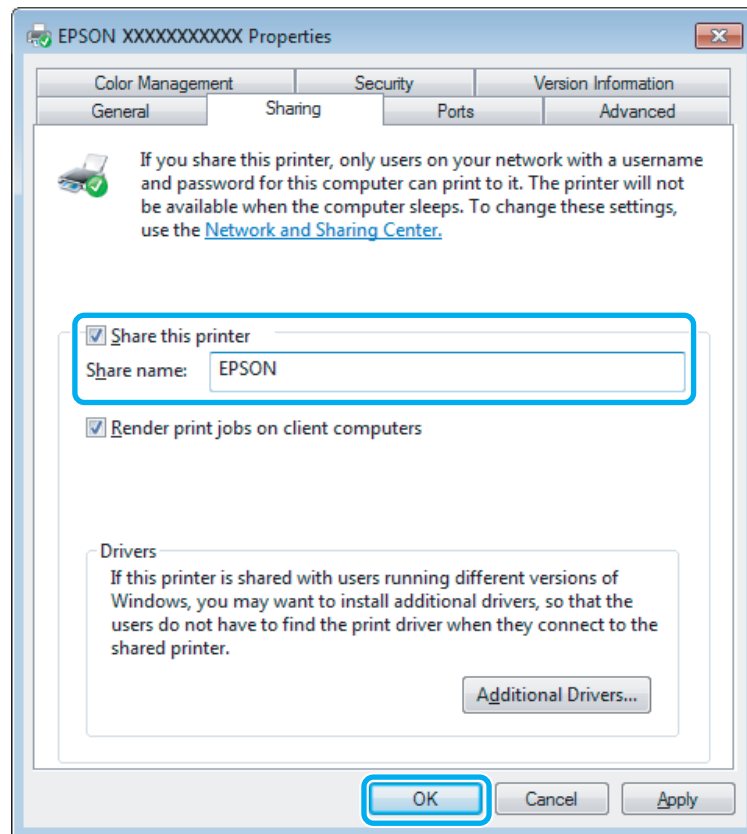 EPSON XXXXXXXXXXX Properties
Color Management Security Version Information
General Sharing Ports Advanced
If you share this printer, only users on your network with a username
and password for this computer can print to it. The printer will not
be available when the computer sleeps. To change these settings,
use the Network and Sharing Center.
Share this printer
Share name: EPSON
Render print jobs on client computers
Drivers
If this printer is shared with users running different versions of
Windows, you may want to install additional drivers, so that the
users do not have to find the print driver when they connect to the
shared printer.
Additional Drivers...
OK Cancel Apply